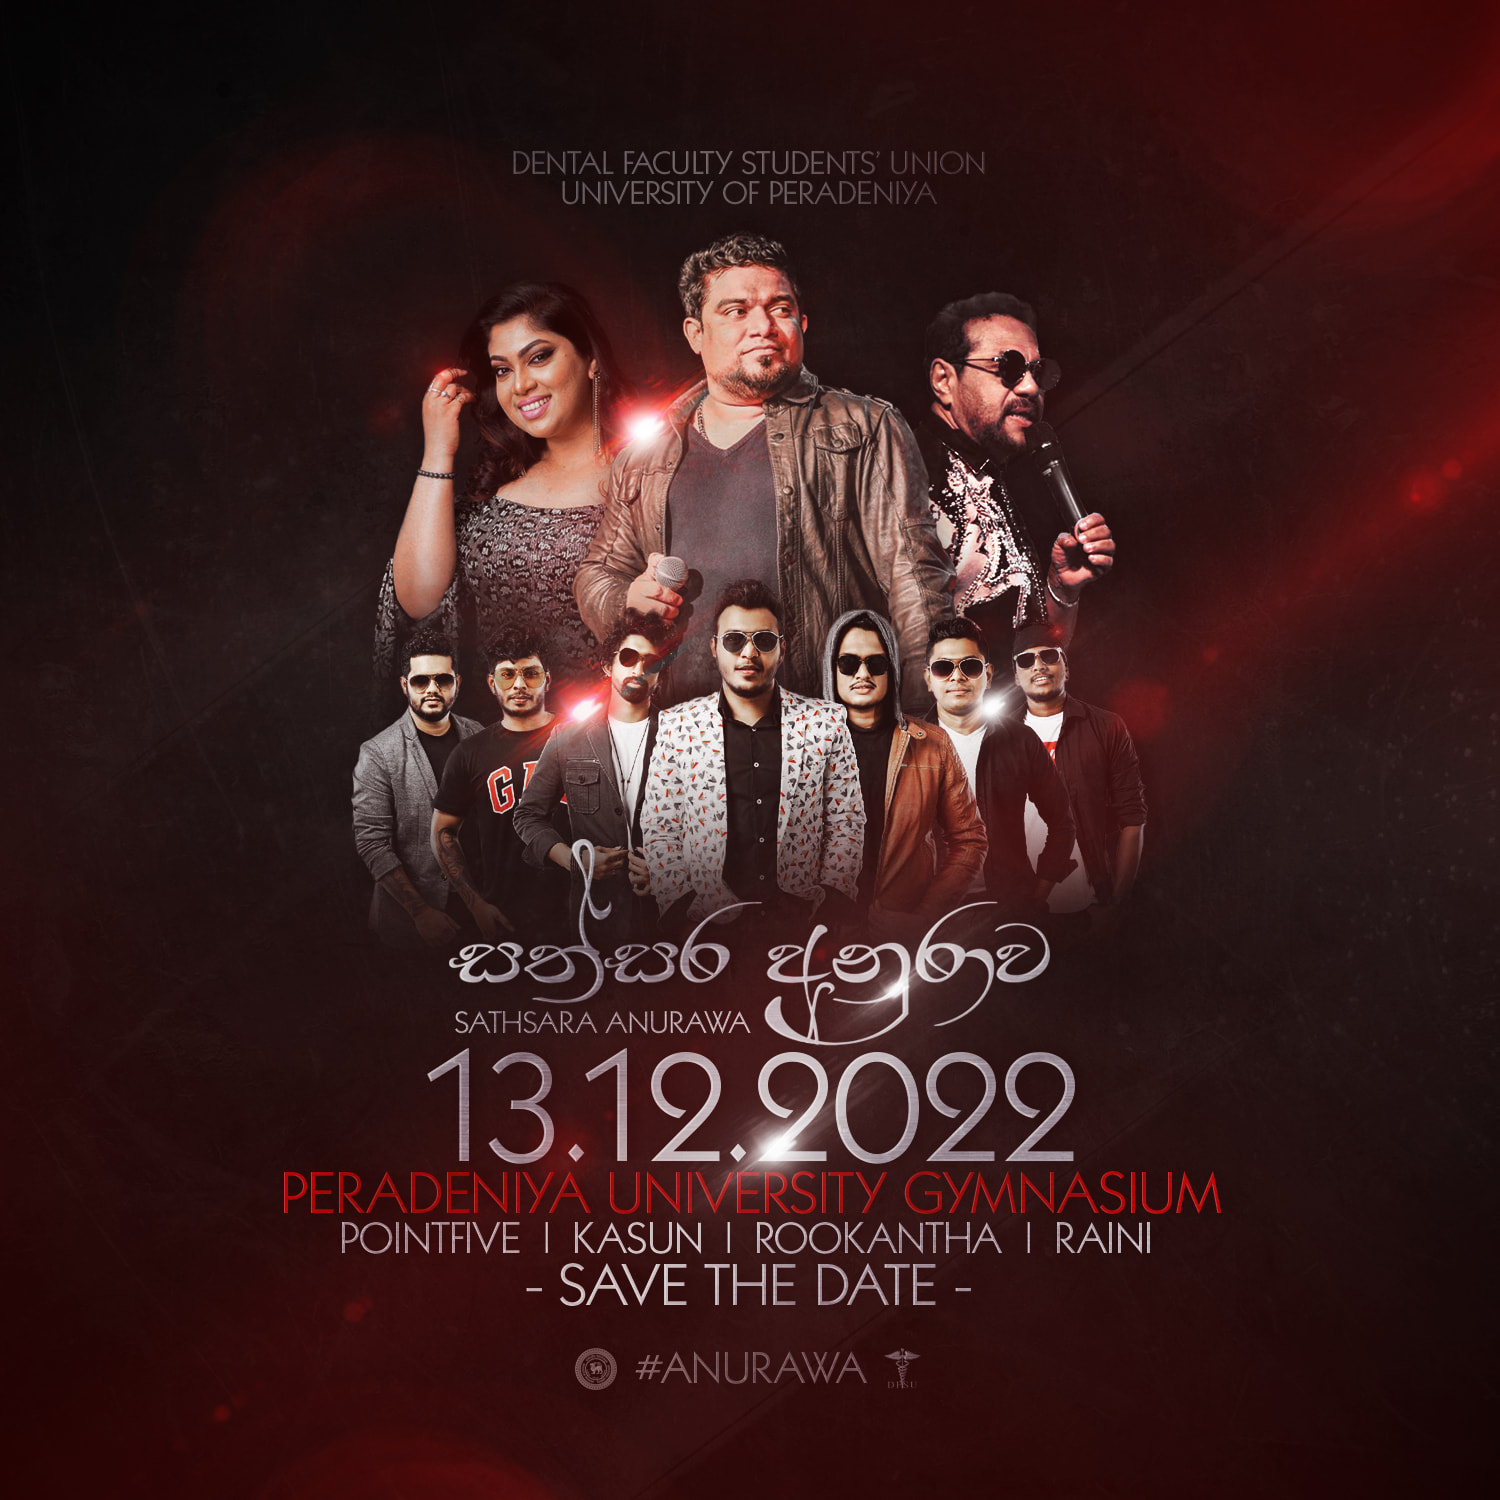 DENTAL FACULTY STUDENTS' UNION
UNIVERSITY OF PERADENIYA
GA
සත්සර අනුරාව
SATHSARA ANURAWA
13.12.2022
PERADENIYA UNIVERSITY GYMNASIUM
POINTFIVE | KASUN | ROOKANTHA | RAINI
- SAVE THE DATE -
#ANURAWA